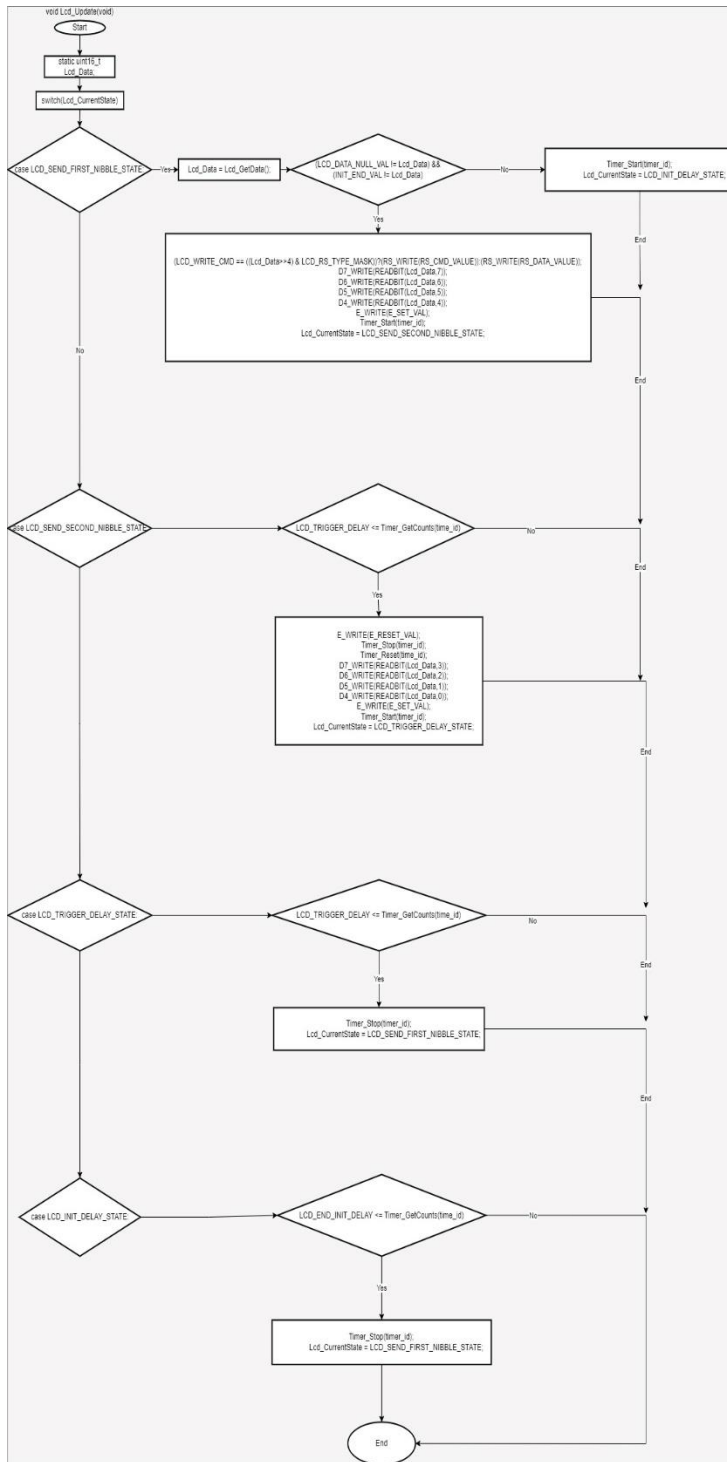 void Lcd_Update(void)
Start
static uint16_t
Lcd_Data;
switch(Lcd_CurrentState)
case LCD_SEND_FIRST_NIBBLE_STATE:
Yes
Lcd_Data = Lcd_GetData();
(LCD_DATA_NULL_VAL != Lcd_Data) &&
(INIT_END_VAL != Lcd_Data)
No
Timer_Start(timer_id);
Lcd_CurrentState = LCD_INIT_DELAY_STATE;
Yes
End
(LCD_WRITE_CMD == ((Lcd_Data>>4) & LCD_RS_TYPE_MASK))?(RS_WRITE(RS_CMD_VALUE)):(RS_WRITE(RS_DATA_VALUE));
D7_WRITE(READBIT(Lcd_Data,7));
D6_WRITE(READBIT(Lcd_Data,6));
D5_WRITE(READBIT(Lcd_Data,5));
D4_WRITE(READBIT(Lcd_Data,4));
E_WRITE(E_SET_VAL);
Timer_Start(timer_id);
Lcd_CurrentState = LCD_SEND_SECOND_NIBBLE_STATE;
No
End
case LCD_SEND_SECOND_NIBBLE_STATE
LCD_TRIGGER_DELAY <= Timer_GetCounts(time_id)
No
End
Yes
E_WRITE(E_RESET_VAL);
Timer_Stop(timer_id);
Timer_Reset(time_id);
D7_WRITE(READBIT(Lcd_Data,3));
D6_WRITE(READBIT(Lcd_Data,2));
D5_WRITE(READBIT(Lcd_Data,1));
D4_WRITE(READBIT(Lcd_Data,0));
E_WRITE(E_SET_VAL);
Timer_Start(timer_id);
Lcd_CurrentState = LCD_TRIGGER_DELAY_STATE;
End
case LCD_TRIGGER_DELAY_STATE:
LCD_TRIGGER_DELAY <= Timer_GetCounts(time_id)
No
End
Yes
Timer_Stop(timer_id);
Lcd_CurrentState = LCD_SEND_FIRST_NIBBLE_STATE;
End
case LCD_INIT_DELAY_STATE:
LCD_END_INIT_DELAY <= Timer_GetCounts(time_id)
No
Yes
Timer_Stop(timer_id);
Lcd_CurrentState = LCD_SEND_FIRST_NIBBLE_STATE;
End